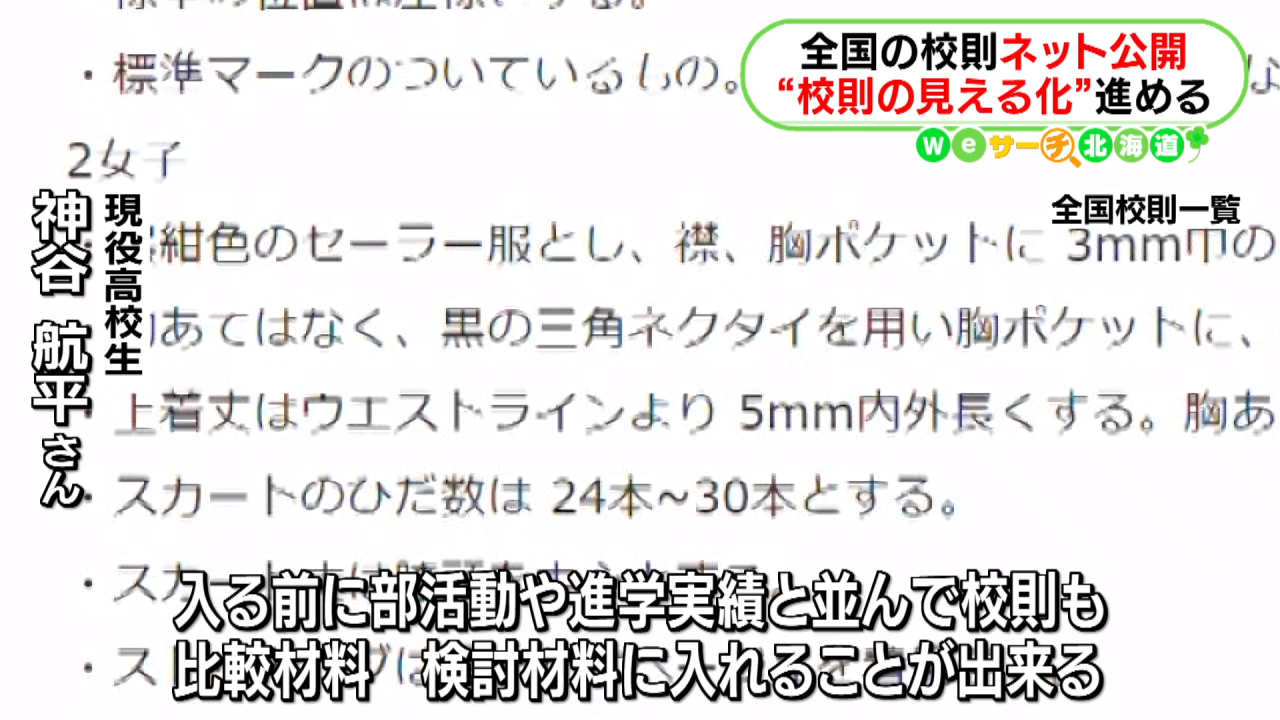 ・標準マークのついているもの。
全国の校則ネット公開
“校則の見える化”進める
weサーチ北海道
2女子
全国校則一覧
現役高校生
神谷 航平さん
紺色のセーラー服とし、襟、胸ポケットに 3mm巾の
あてはなく、黒の三角ネクタイを用い胸ポケットに、
・上着丈はウエストラインより 5mm内外長くする。胸あ
・スカートのひだ数は 24本~30本とする。
・スカート
・ス
入る前に部活動や進学実績と並んで校則も
比較材料 検討材料に入れることが出来る